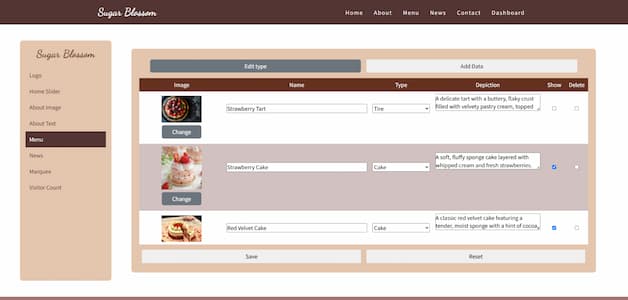 Sugar Blossom
Home About Menu News Contact Dashboard
Sugar Blossom
Logo
Home Slider
About Image
About Text
Menu
News
Marquee
Visitor Count
Edit type Add Data
Image Name Type Depiction Show Delete
Strawberry Tart Tire A delicate tart with a buttery, flaky crust
filled with velvety pastry cream, topped
Change
Strawberry Cake Cake A soft, fluffy sponge cake layered with
whipped cream and fresh strawberries.
Change
Red Velvet Cake Cake A classic red velvet cake featuring a
tender, moist sponge with a hint of cocoa,
Save Reset